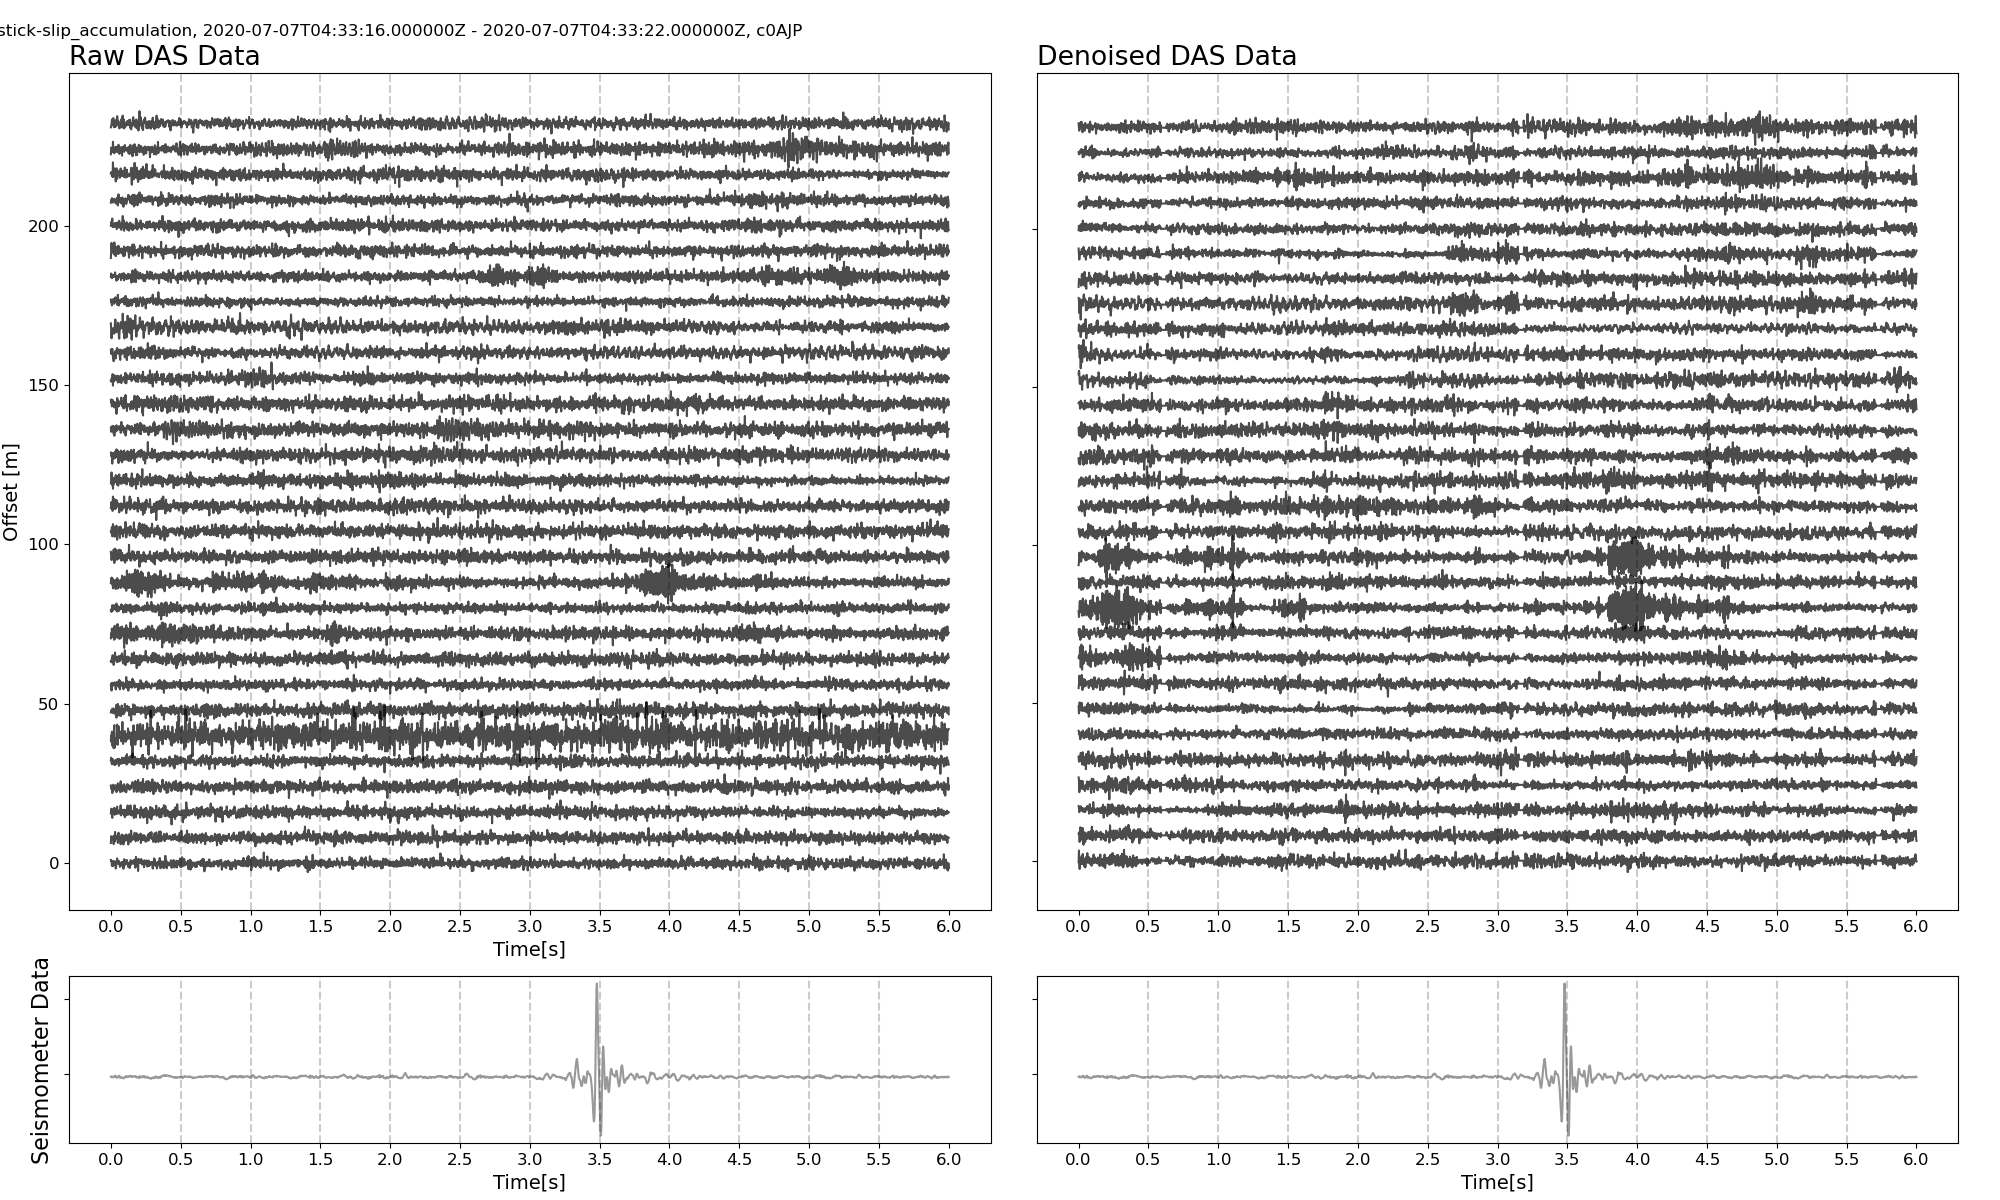 stick-slip_accumulation, 2020-07-07T04:33:16.000000Z - 2020-07-07T04:33:22.000000Z, c0AJP
Raw DAS Data
Denoised DAS Data
Offset [m]
200
150
100
50
0
0.0 0.5 1.0 1.5 2.0 2.5 3.0 3.5 4.0 4.5 5.0 5.5 6.0
Time[s]
0.0 0.5 1.0 1.5 2.0 2.5 3.0 3.5 4.0 4.5 5.0 5.5 6.0
Seismometer Data
0.0 0.5 1.0 1.5 2.0 2.5 3.0 3.5 4.0 4.5 5.0 5.5 6.0
Time[s]
0.0 0.5 1.0 1.5 2.0 2.5 3.0 3.5 4.0 4.5 5.0 5.5 6.0
Time[s]